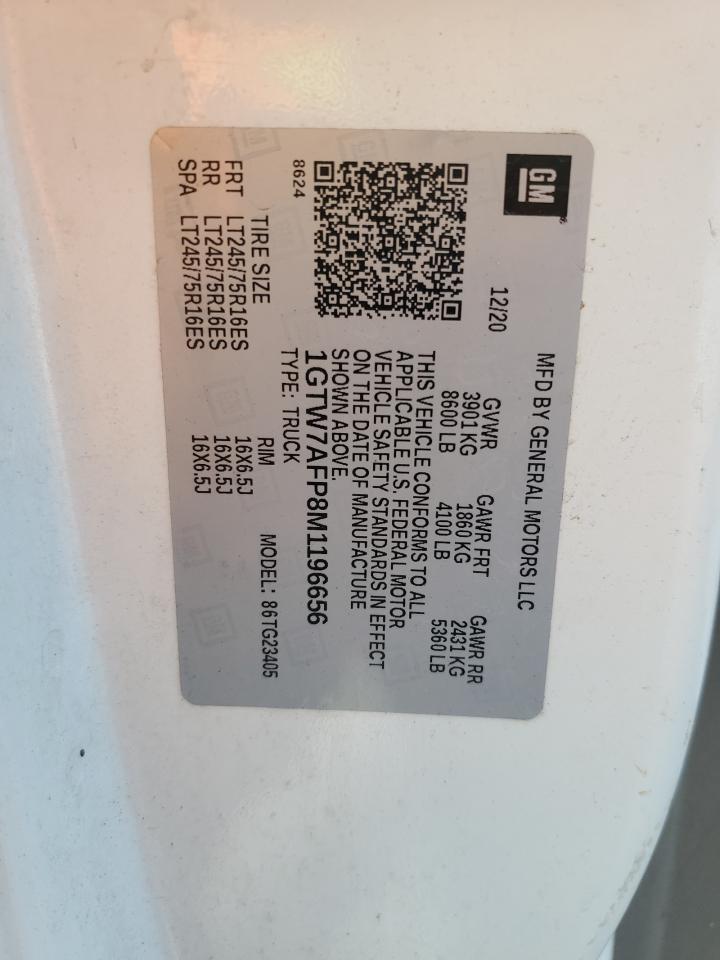 GM
MFD BY GENERAL MOTORS LLC
12/20
GVWR GAWR FRT GAWR RR
3901 KG 1860 KG 2431 KG
8600 LB 4100 LB 5360 LB
THIS VEHICLE CONFORMS TO ALL
APPLICABLE U.S. FEDERAL MOTOR
VEHICLE SAFETY STANDARDS IN EFFECT
ON THE DATE OF MANUFACTURE
SHOWN ABOVE.
1GTW7AFP8M1196656
8624
TYPE: TRUCK
MODEL: 86TG23405
TIRE SIZE RIM
FRT LT245/75R16ES 16X6.5J
RR LT245/75R16ES 16X6.5J
SPA LT245/75R16ES 16X6.5J